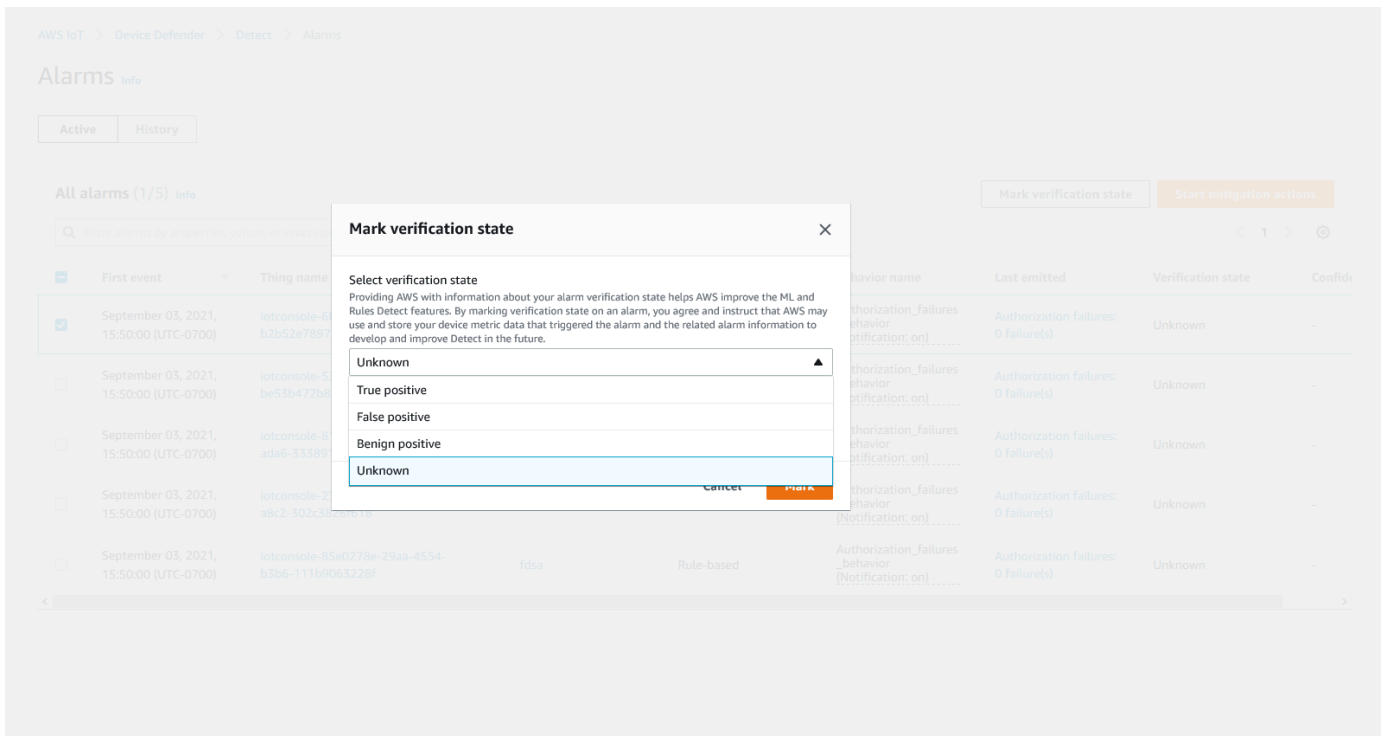 AWS IoT > Device Defender > Detect > Alarms
Alarms Info
Active History
All alarms (1/5) Info
Mark verification state Start mitigation actions
< 1 >
First event Thing name Behavior name Last emitted Verification state
Mark verification state
Select verification state
Providing AWS with information about your alarm verification state helps AWS improve the ML and
Rules Detect features. By marking verification state on an alarm, you agree and instruct that AWS may
use and store your device metric data that triggered the alarm and the related alarm information to
develop and improve Detect in the future.
Unknown
True positive
False positive
Benign positive
Unknown
Cancel Mark
September 03, 2021, Authorization failures:
15:50:00 (UTC-0700) 0 failure(s) Unknown -
September 03, 2021, Authorization failures:
15:50:00 (UTC-0700) 0 failure(s) Unknown -
September 03, 2021, Authorization failures:
15:50:00 (UTC-0700) 0 failure(s) Unknown -
September 03, 2021, Authorization failures:
15:50:00 (UTC-0700) 0 failure(s) Unknown -
(Notification: on)
September 03, 2021, iotconsole-85e0278e-29aa-4554- Authorization_failures Authorization failures:
15:50:00 (UTC-0700) b3b6-111b9063228f fdsa Rule-based _behavior 0 failure(s) Unknown -
(Notification: on)